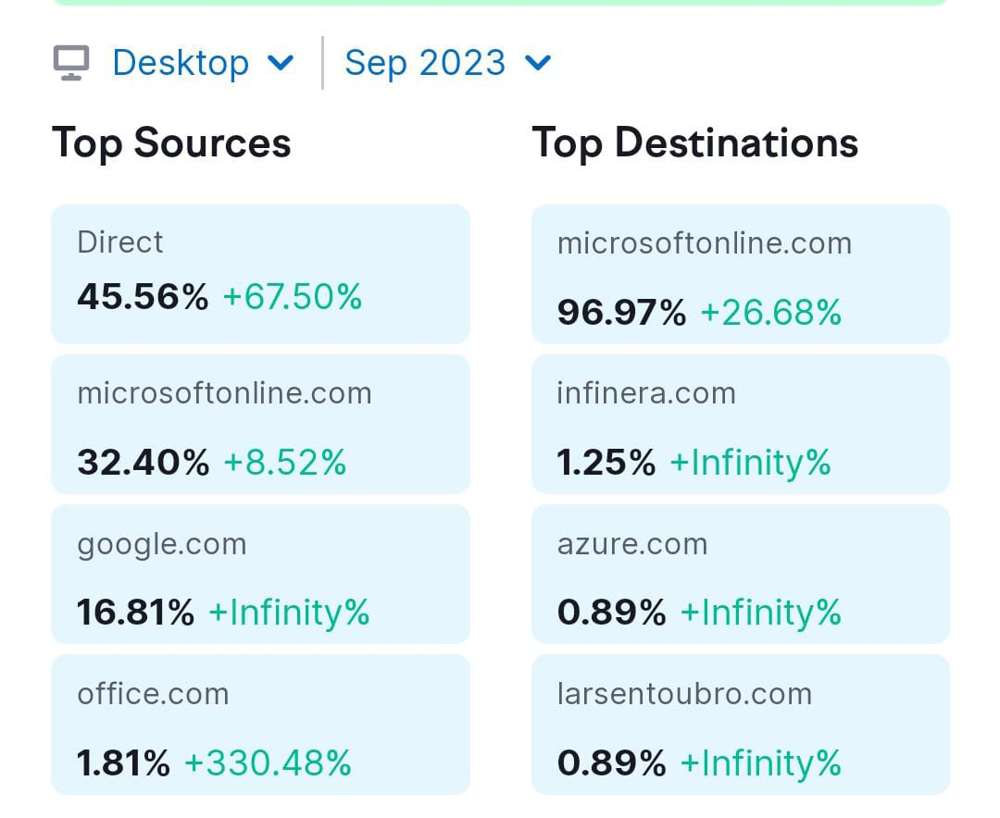 Desktop Sep 2023
Top Sources
Direct
45.56% +67.50%
microsoftonline.com
32.40% +8.52%
google.com
16.81% +Infinity%
office.com
1.81% +330.48%
Top Destinations
microsoftonline.com
96.97% +26.68%
infinera.com
1.25% +Infinity%
azure.com
0.89% +Infinity%
larsentoubro.com
0.89% +Infinity%